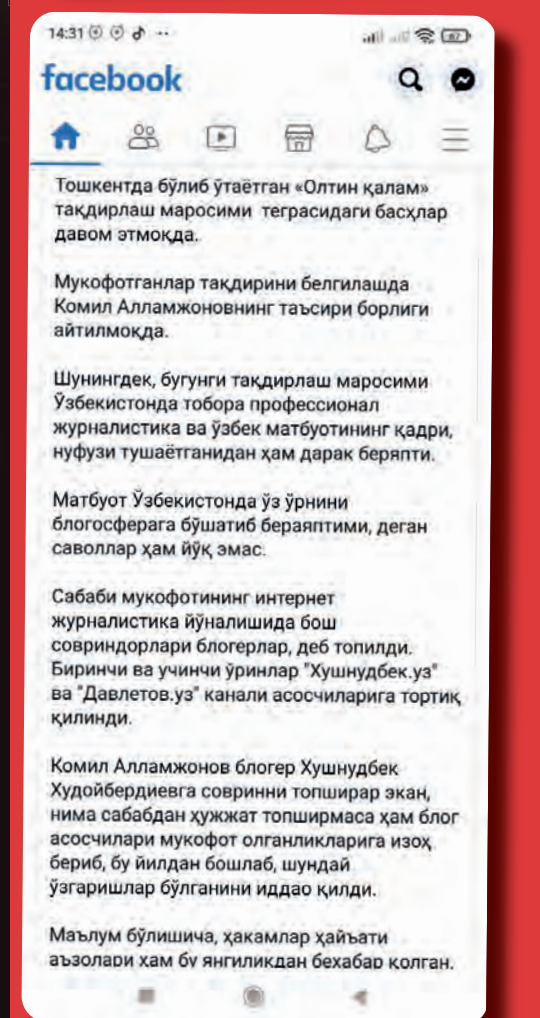 14:31
87
facebook
Тошкентда бўлиб ўтаётган «Олтин қалам»
тақдирлаш маросими теграсидаги басҳлар
давом этмоқда.
Мукофотганлар тақдирини белгилашда
Комил Алламжоновнинг таъсири борлиги
айтилмоқда.
Шунингдек, бугунги тақдирлаш маросими
Ўзбекистонда тобора профессионал
журналистика ва ўзбек матбуотининг қадри,
нуфузи тушаётганидан ҳам дарак беряпти.
Матбуот Ўзбекистонда ўз ўрнини
блогосферага бўшатиб бераяптими, деган
саволлар ҳам йўқ эмас.
Сабаби мукофотининг интернет
журналистика йўналишида бош
совриндорлари блогерлар, деб топилди.
Биринчи ва учинчи ўринлар "Хушнудбек.уз"
ва "Давлетов.уз" канали асосчиларига тортиқ
қилинди.
Комил Алламжонов блогер Хушнудбек
Худойбердиевга совринни топширар экан,
нима сабабдан ҳужжат топширмаса ҳам блог
асосчилари мукофот олганликларига изоҳ
бериб, бу йилдан бошлаб, шундай
ўзгаришлар бўлганини иддао қилди.
Маълум бўлишича, ҳакамлар ҳайъати
аъзолари ҳам бу янгиликдан бехабар қолган.